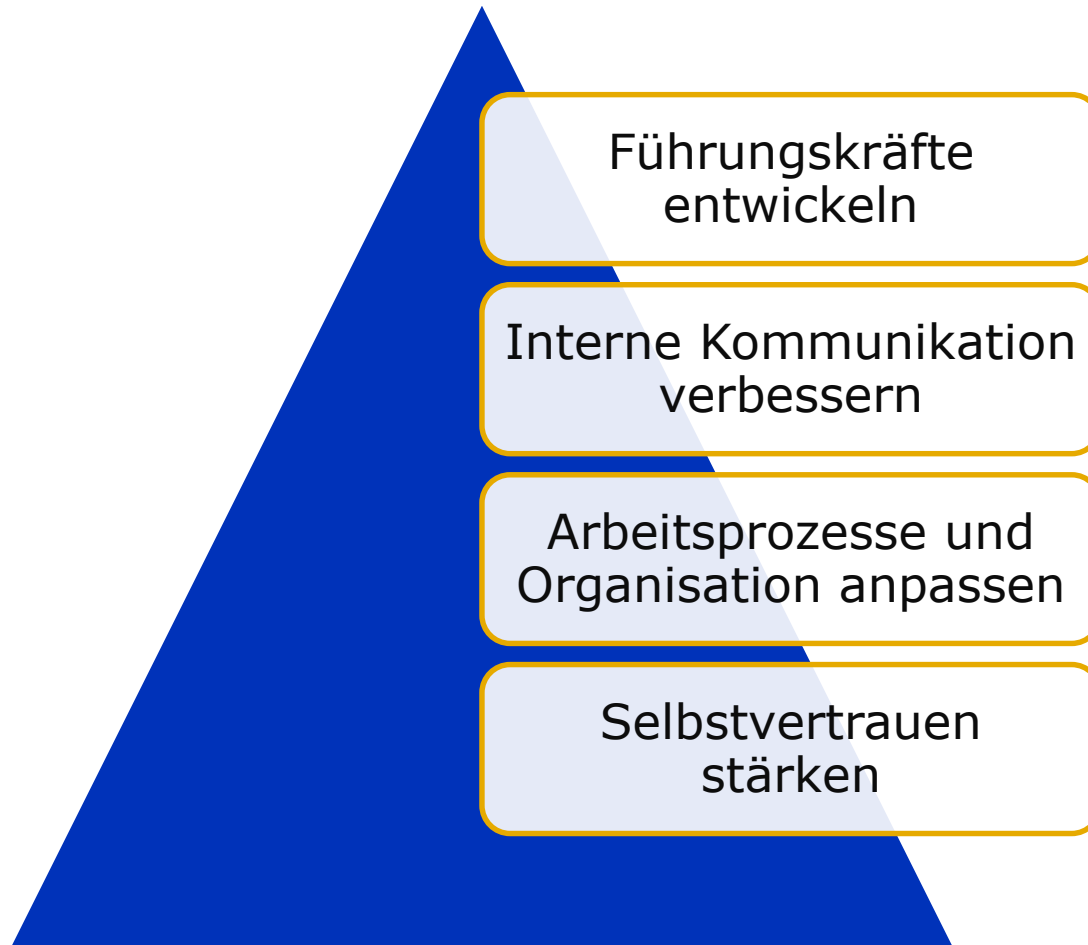 Führungskräfte
entwickeln
Interne Kommunikation
verbessern
Arbeitsprozesse und
Organisation anpassen
Selbstvertrauen
stärken